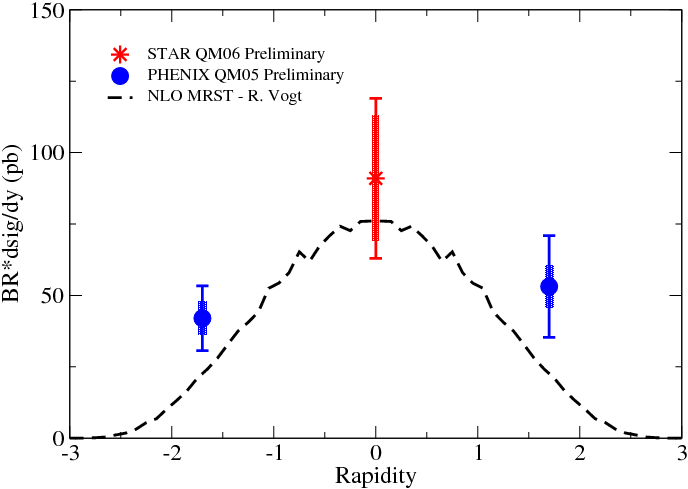 STAR QM06 Preliminary
PHENIX QM05 Preliminary
NLO MRST - R. Vogt
BR*dsig/dy (pb)
150
100
50
0
-3 -2 -1 0 1 2 3
Rapidity